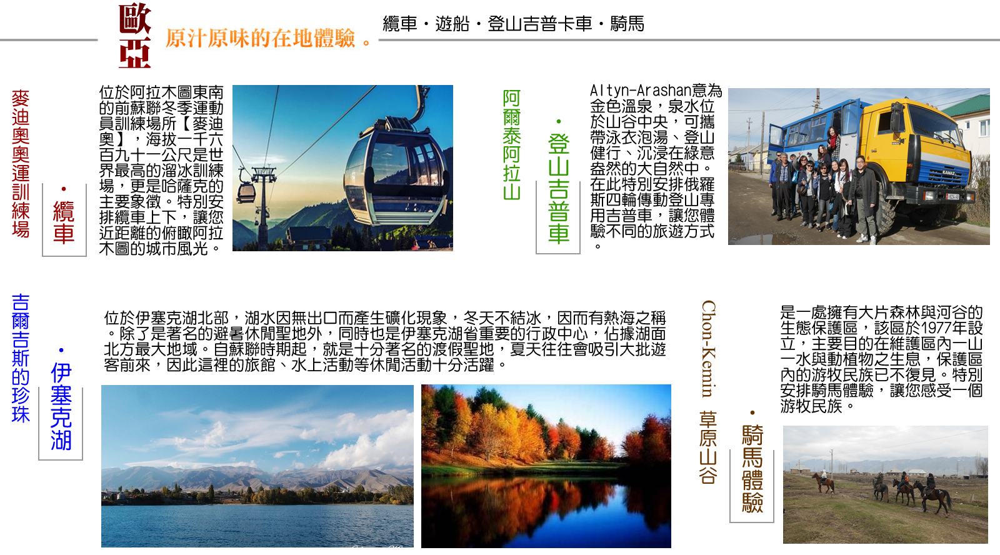 歐亞
原汁原味的在地體驗。
纜車・遊船・登山吉普卡車・騎馬
麥迪奧奧運訓練場
・纜車
位於阿拉木圖東南
的前蘇聯冬季運動
員訓練場所【麥迪
奧】，海拔一千六
百九十一公尺是世
界最高的溜冰訓練
場，更是哈薩克的
主要象徵。特別安
排纜車上下，讓您
近距離的俯瞰阿拉
木圖的城市風光。
阿爾泰阿拉山
・登山吉普車
Altyn-Arashan意為
金色溫泉，泉水位
於山谷中央，可攜
帶泳衣泡湯、登山
健行、沉浸在綠意
盎然的大自然中。
在此特別安排俄羅
斯四輪傳動登山專
用吉普車，讓您體
驗不同的旅遊方式
。
KAMAZ
吉爾吉斯的珍珠
・伊塞克湖
位於伊塞克湖北部，湖水因無出口而產生礦化現象，冬天不結冰，因而有熱海之稱
。除了是著名的避暑休閒聖地外，同時也是伊塞克湖省重要的行政中心，佔據湖面
北方最大地域。自蘇聯時期起，就是十分著名的渡假聖地，夏天往往會吸引大批遊
客前來，因此這裡的旅館、水上活動等休閒活動十分活躍。
Chon-Kemin 草原山谷
・騎馬體驗
是一處擁有大片森林與河谷的
生態保護區，該區於1977年設
立，主要目的在維護區內一山
一水與動植物之生息，保護區
內的游牧民族已不復見。特別
安排騎馬體驗，讓您感受一個
游牧民族。